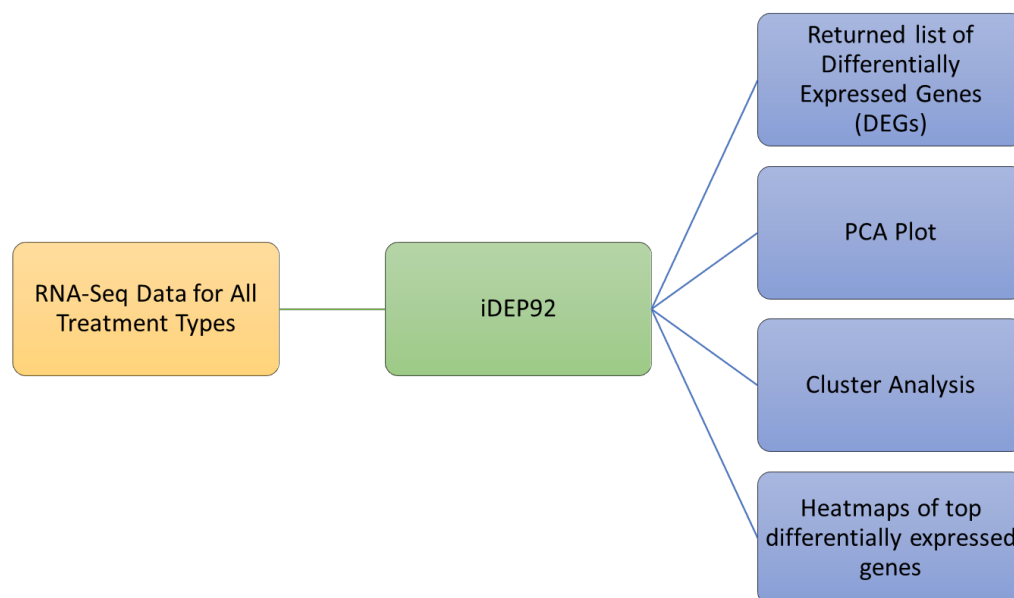 RNA-Seq Data for All
Treatment Types
iDEP92
Returned list of
Differentially
Expressed Genes
(DEGs)
PCA Plot
Cluster Analysis
Heatmaps of top
differentially expressed
genes